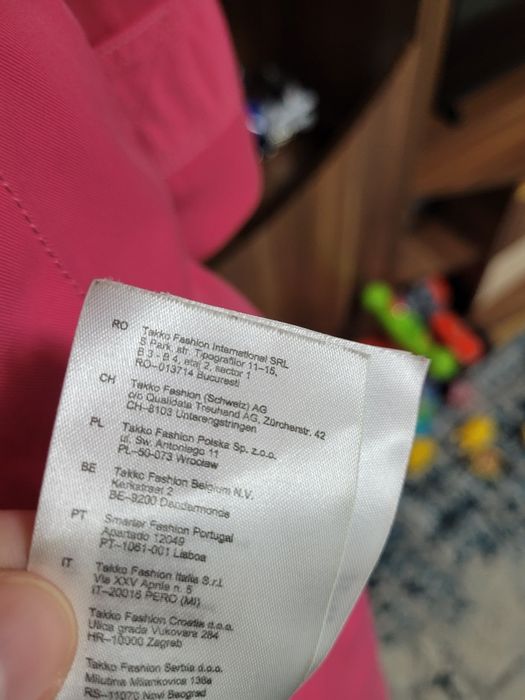 RO Takko Fashion International SRL
S Park, str. Tipografilor 11-15,
B 3 - B 4, etaj 2, sector 1
RO-013714 Bucuresti
CH Takko Fashion (Schweiz) AG
c/o Qualidata Treuhand AG, Zürcherstr. 42
CH-8103 Unterengstringen
PL Takko Fashion Polska Sp. z.o.o.
ul. Sw. Antoniego 11
PL-50-073 Wroclaw
BE Takko Fashion Belgium N.V.
Kerkstraat 2
BE-9200 Dendermonde
PT Smarter Fashion Portugal
Apartado 12049
PT-1061-001 Lisboa
IT Takko Fashion Italia S.r.l.
Via XXV Aprile n. 5
IT-20016 PERO (MI)
Takko Fashion Croatia d.o.o.
Ulica grada Vukovara 284
HR-10000 Zagreb
Takko Fashion Serbia d.o.o.
Milutina Milankovica 136a
RS-11070 Novi Beograd